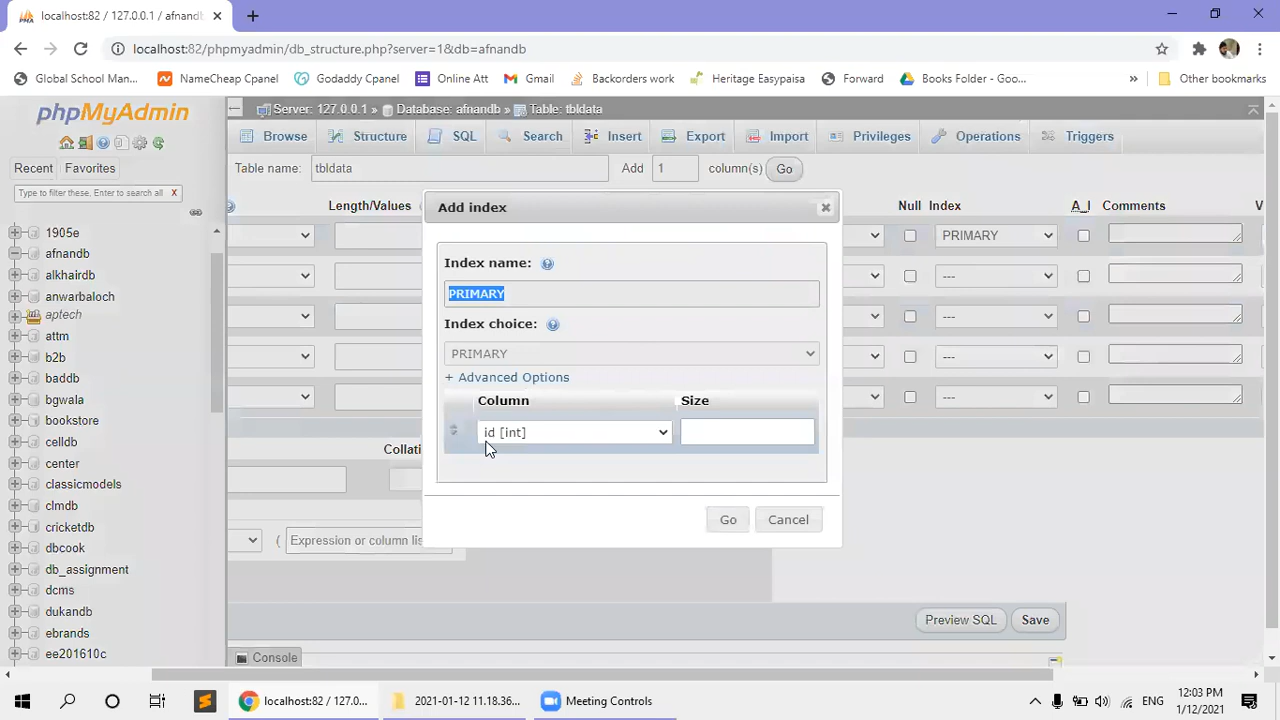 localhost:82 / 127.0.0.1 / afnandb
localhost:82/phpmyadmin/db_structure.php?server=1&db=afnandb
Global School Man...
NameCheap Cpanel
Godaddy Cpanel
Online Att
Gmail
Backorders work
Heritage Easypaisa
Forward
Books Folder - Goo...
»
Other bookmarks
phpMyAdmin
Server: 127.0.0.1 » Database: afnandb » Table: tbldata
Browse
Structure
SQL
Search
Insert
Export
Import
Privileges
Operations
Triggers
Recent
Favorites
Table name:
tbldata
Add
1
column(s)
Go
Type to filter these, Enter to search all
X
Length/Values
Null
Index
A_I
Comments
V
PRIMARY
---
---
---
---
Add index
Index name:
PRIMARY
Index choice:
PRIMARY
+ Advanced Options
Column
Size
id [int]
Go
Cancel
Collati
( Expression or column lis
Preview SQL
Save
Console
1905e
afnandb
alkhairdb
anwarbaloch
aptech
attm
b2b
baddb
bgwala
bookstore
celldb
center
classicmodels
clmdb
cricketdb
dbcook
db_assignment
dcms
dukandb
ebrands
ee201610c
localhost:82 / 127.0...
2021-01-12 11.18.36...
Meeting Controls
ENG
12:03 PM
1/12/2021